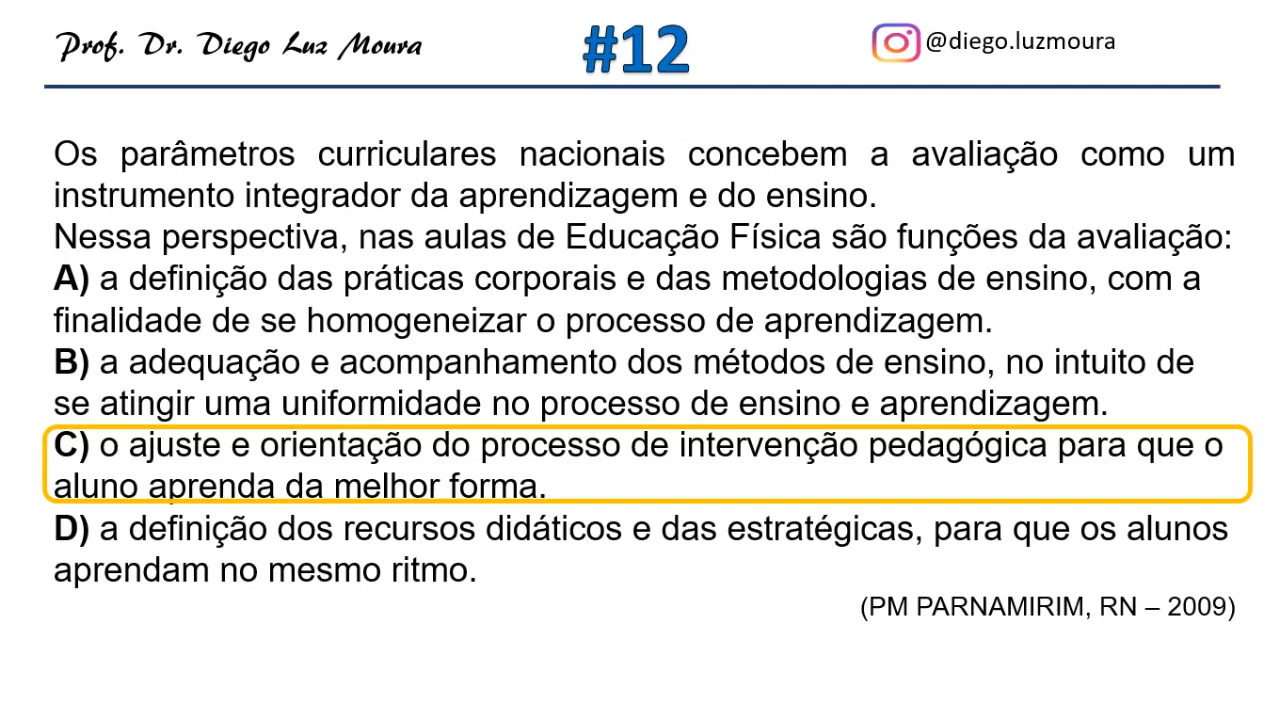 Prof. Dr. Diego Luz Moura
#12
@diego.luzmoura
Os parâmetros curriculares nacionais concebem a avaliação como um
instrumento integrador da aprendizagem e do ensino.
Nessa perspectiva, nas aulas de Educação Física são funções da avaliação:
A) a definição das práticas corporais e das metodologias de ensino, com a
finalidade de se homogeneizar o processo de aprendizagem.
B) a adequação e acompanhamento dos métodos de ensino, no intuito de
se atingir uma uniformidade no processo de ensino e aprendizagem.
C) o ajuste e orientação do processo de intervenção pedagógica para que o
aluno aprenda da melhor forma.
D) a definição dos recursos didáticos e das estratégicas, para que os alunos
aprendam no mesmo ritmo.
(PM PARNAMIRIM, RN – 2009)